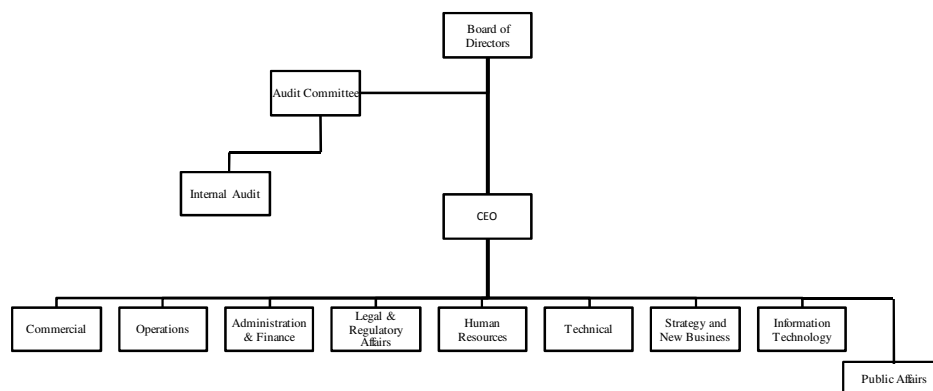 Board of
Directors
Audit Committee
Internal Audit
CEO
Commercial
Operations
Administration
& Finance
Legal &
Regulatory
Affairs
Human
Resources
Technical
Strategy and
New Business
Information
Technology
Public Affairs